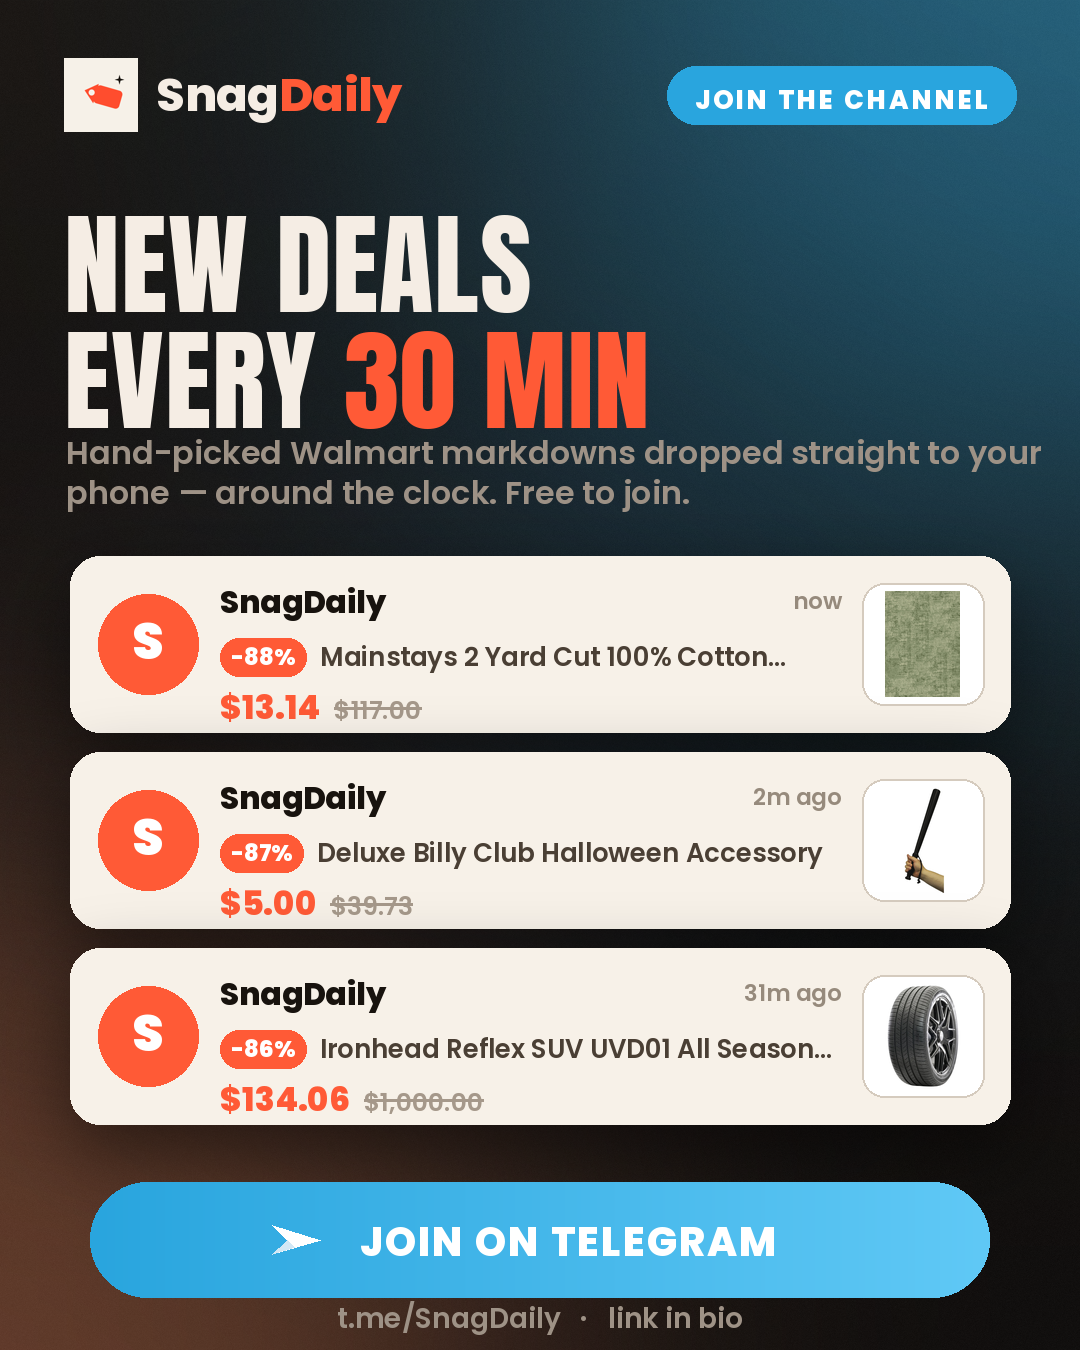 SnagDaily
JOIN THE CHANNEL
NEW DEALS
EVERY 30 MIN
Hand-picked Walmart markdowns dropped straight to your
phone — around the clock. Free to join.
S
SnagDaily
now
-88% Mainstays 2 Yard Cut 100% Cotton...
$13.14 $117.00
S
SnagDaily
2m ago
-87% Deluxe Billy Club Halloween Accessory
$5.00 $39.73
S
SnagDaily
31m ago
-86% Ironhead Reflex SUV UVD01 All Season...
$134.06 $1,000.00
JOIN ON TELEGRAM
t.me/SnagDaily · link in bio